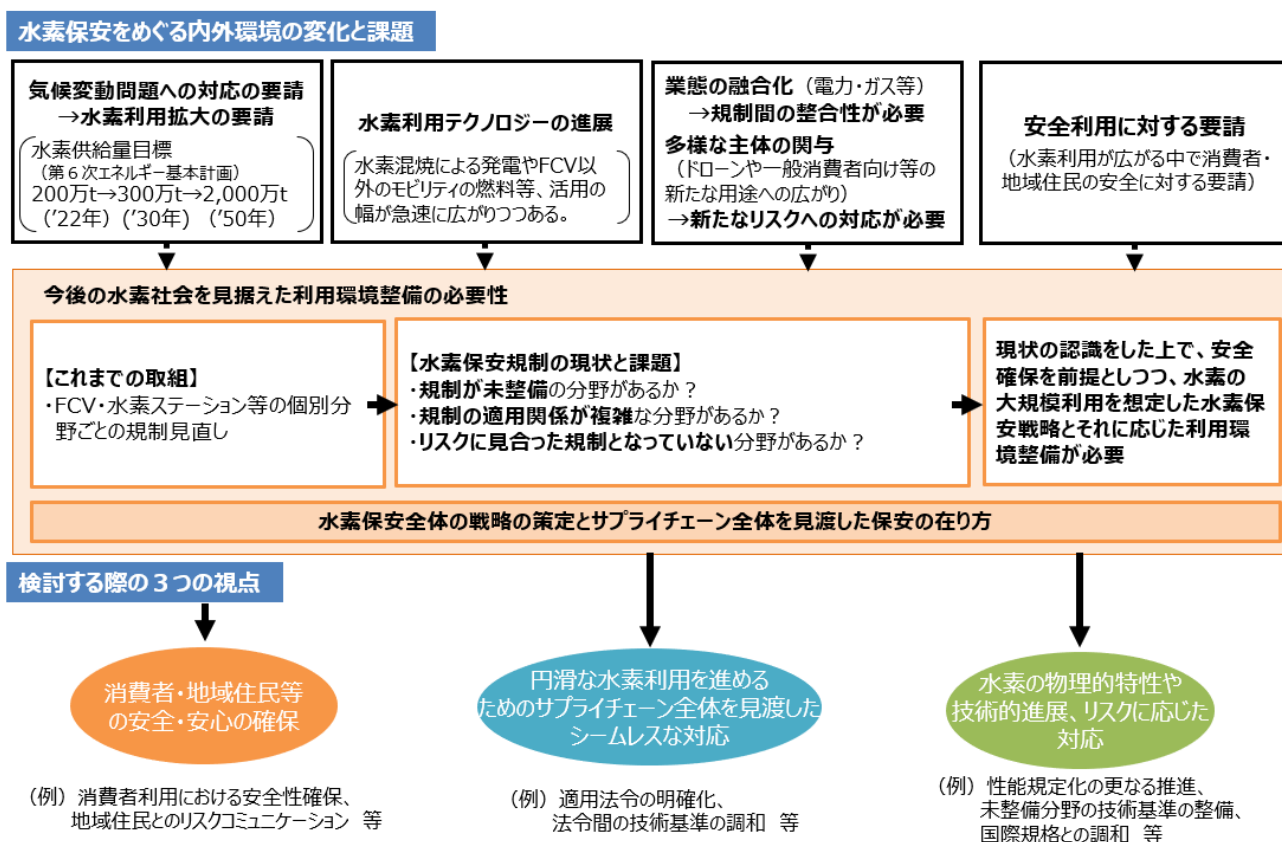 水素保安をめぐる内外環境の変化と課題
気候変動問題への対応の要請
→水素利用拡大の要請
水素供給量目標
（第６次エネルギー基本計画）
200万t→300万t→2,000万t
（’22年）（’30年）　（’50年）
水素利用テクノロジーの進展
水素混焼による発電やFCV以
外のモビリティの燃料等、活用の
幅が急速に広がりつつある。
業態の融合化（電力・ガス等）
→規制間の整合性が必要
多様な主体の関与
（ドローンや一般消費者向け等の
新たな用途への広がり）
→新たなリスクへの対応が必要
安全利用に対する要請
（水素利用が広がる中で消費者・
地域住民の安全に対する要請）
今後の水素社会を見据えた利用環境整備の必要性
【これまでの取組】
・FCV・水素ステーション等の個別分
野ごとの規制見直し
【水素保安規制の現状と課題】
・規制が未整備の分野があるか？
・規制の適用関係が複雑な分野があるか？
・リスクに見合った規制となっていない分野があるか？
現状の認識をした上で、安全
確保を前提としつつ、水素の
大規模利用を想定した水素保
安戦略とそれに応じた利用環
境整備が必要
水素保安全体の戦略の策定とサプライチェーン全体を見渡した保安の在り方
検討する際の３つの視点
消費者・地域住民等
の安全・安心の確保
円滑な水素利用を進める
ためのサプライチェーン全体を見渡した
シームレスな対応
水素の物理的特性や
技術的進展、リスクに応じた
対応
（例）消費者利用における安全性確保、
地域住民とのリスクコミュニケーション　等
（例）適用法令の明確化、
法令間の技術基準の調和　等
（例）性能規定化の更なる推進、
未整備分野の技術基準の整備、
国際規格との調和　等